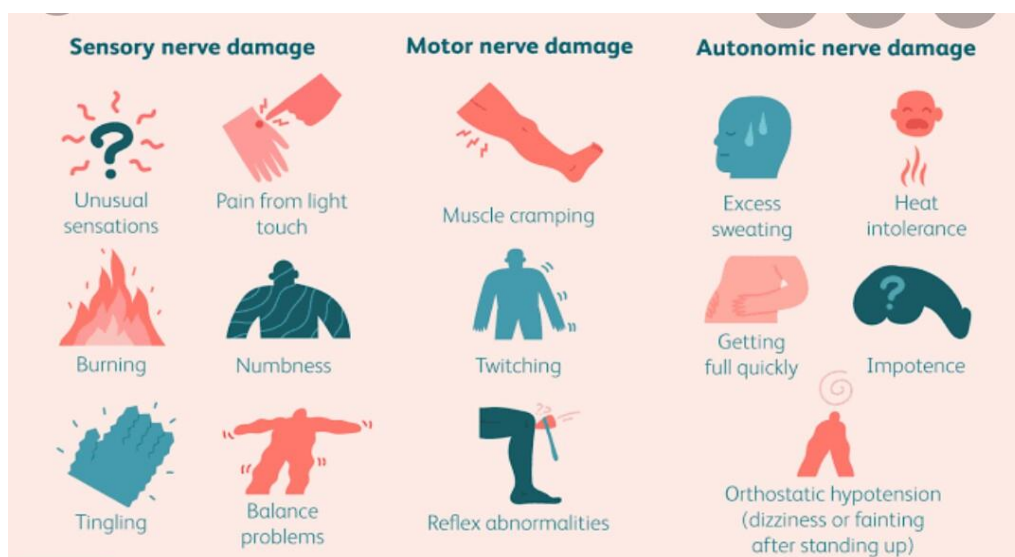 Sensory nerve damage
Unusual
sensations
Pain from light
touch
Burning
Numbness
Tingling
Balance
problems
Motor nerve damage
Muscle cramping
Twitching
Reflex abnormalities
Autonomic nerve damage
Excess
sweating
Heat
intolerance
Getting
full quickly
Impotence
Orthostatic hypotension
(dizziness or fainting
after standing up)